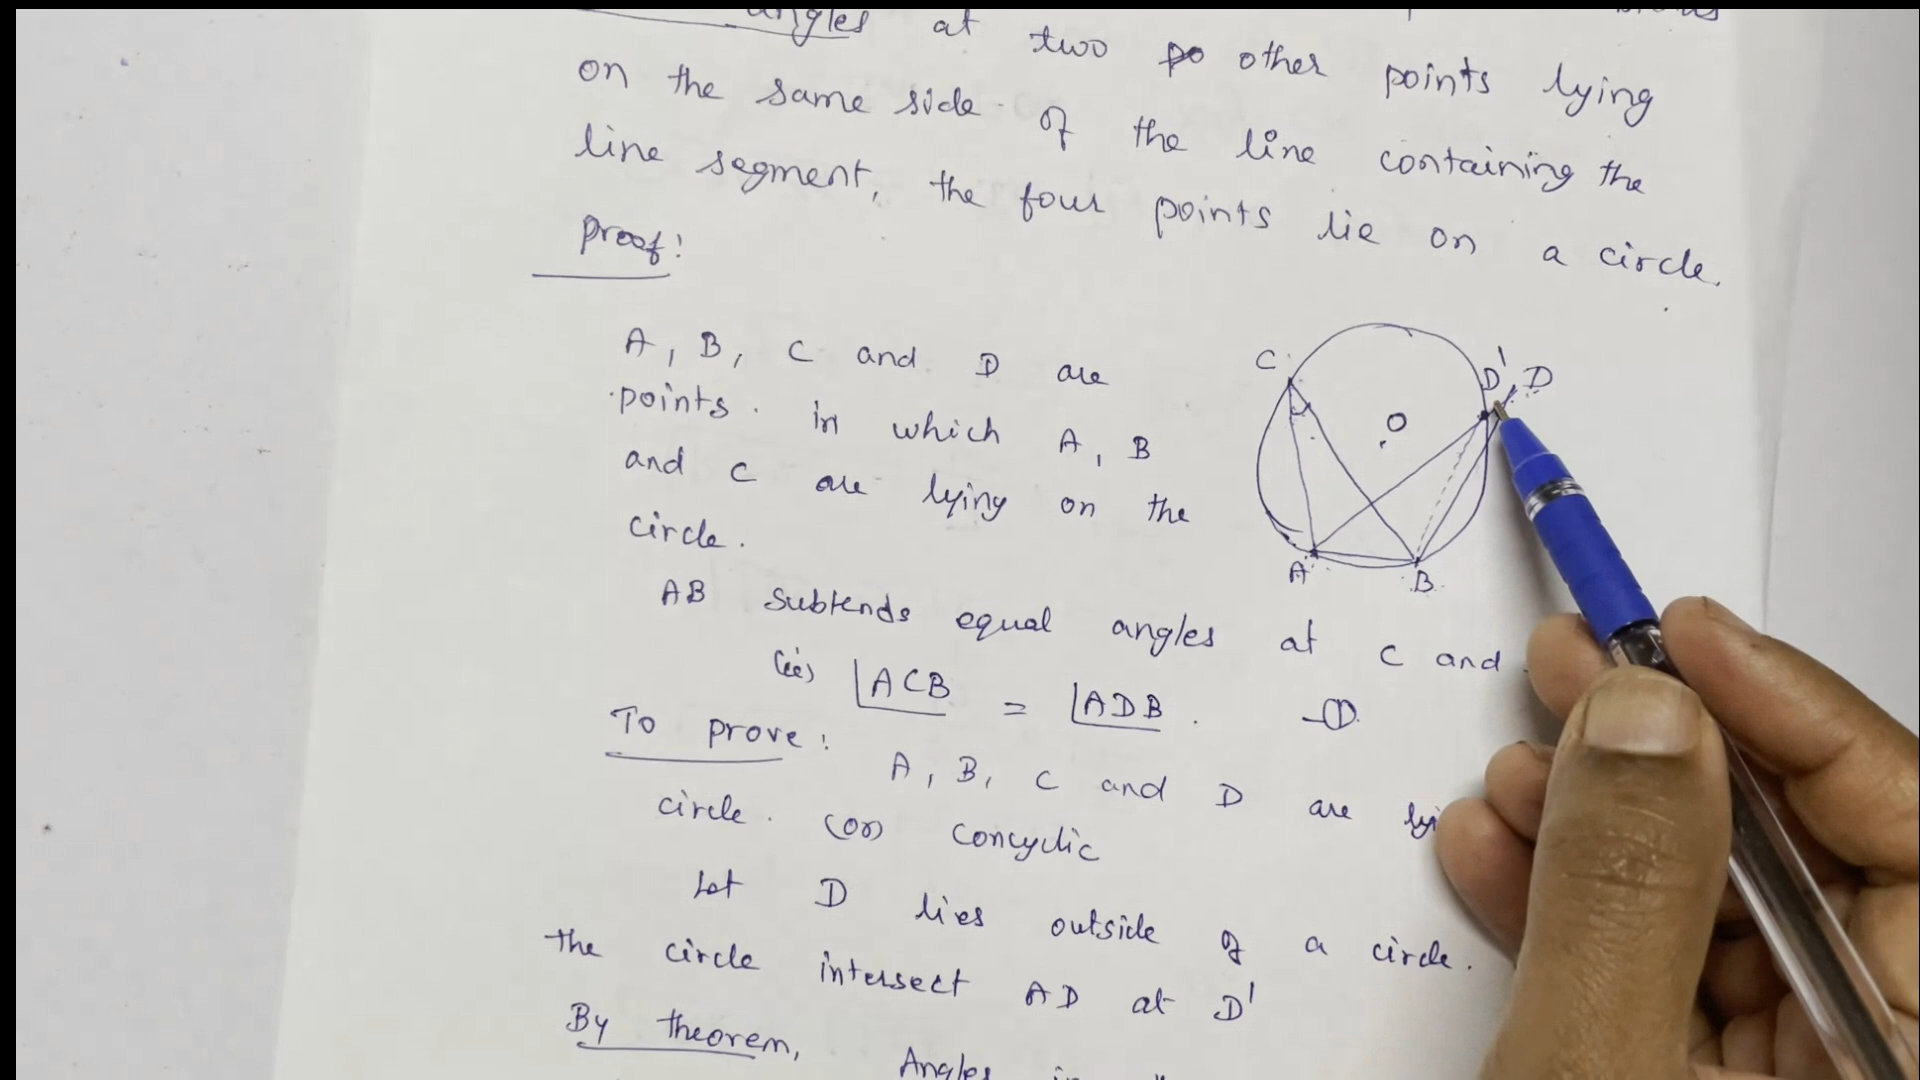 angles at two po other points lying
on the same side of the line containing the
line segment, the four points lie on a circle.
Proof:
A, B, C and D are
points in which A, B
and C are lying on the
circle.
C
D' D
O
A
B
AB subtends equal angles at C and
(ie) ∠ACB = ∠ADB. -①
To prove: A, B, C and D are
circle. (or) concyclic
Let D lies outside of a circle.
the circle intersect AD at D'
By theorem, Angles in